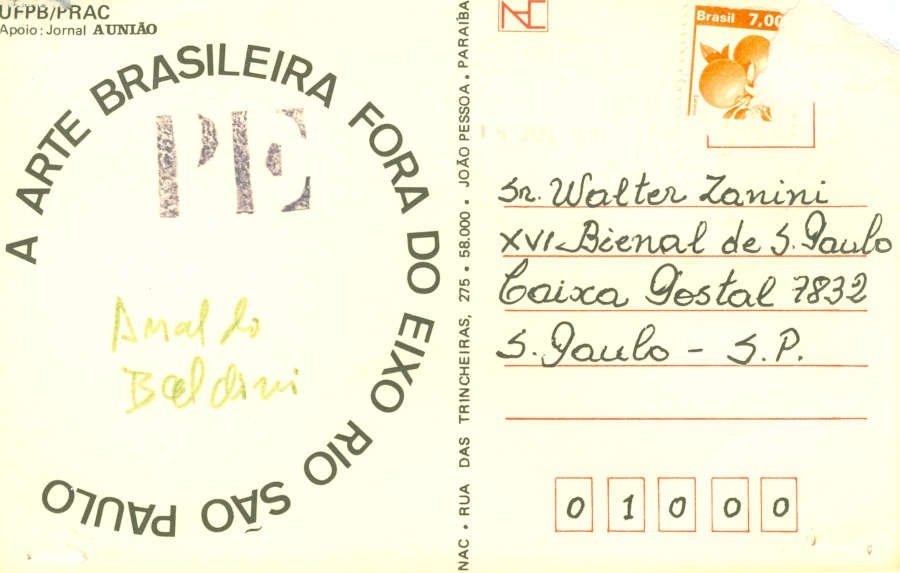 UFPB/PRAC
Apoio: Jornal A UNIÃO
A ARTE BRASILEIRA FORA DO EIXO RIO SÃO PAULO
PE
Arnaldo
Baldini
NAC • RUA DAS TRINCHEIRAS, 275 • 58.000 • JOÃO PESSOA • PARAÍBA
Brasil 7,00
Sr. Walter Zanini
XVI-Bienal de S. Paulo
Caixa Postal 7832
S. Paulo - S.P.
0 1 0 0 0